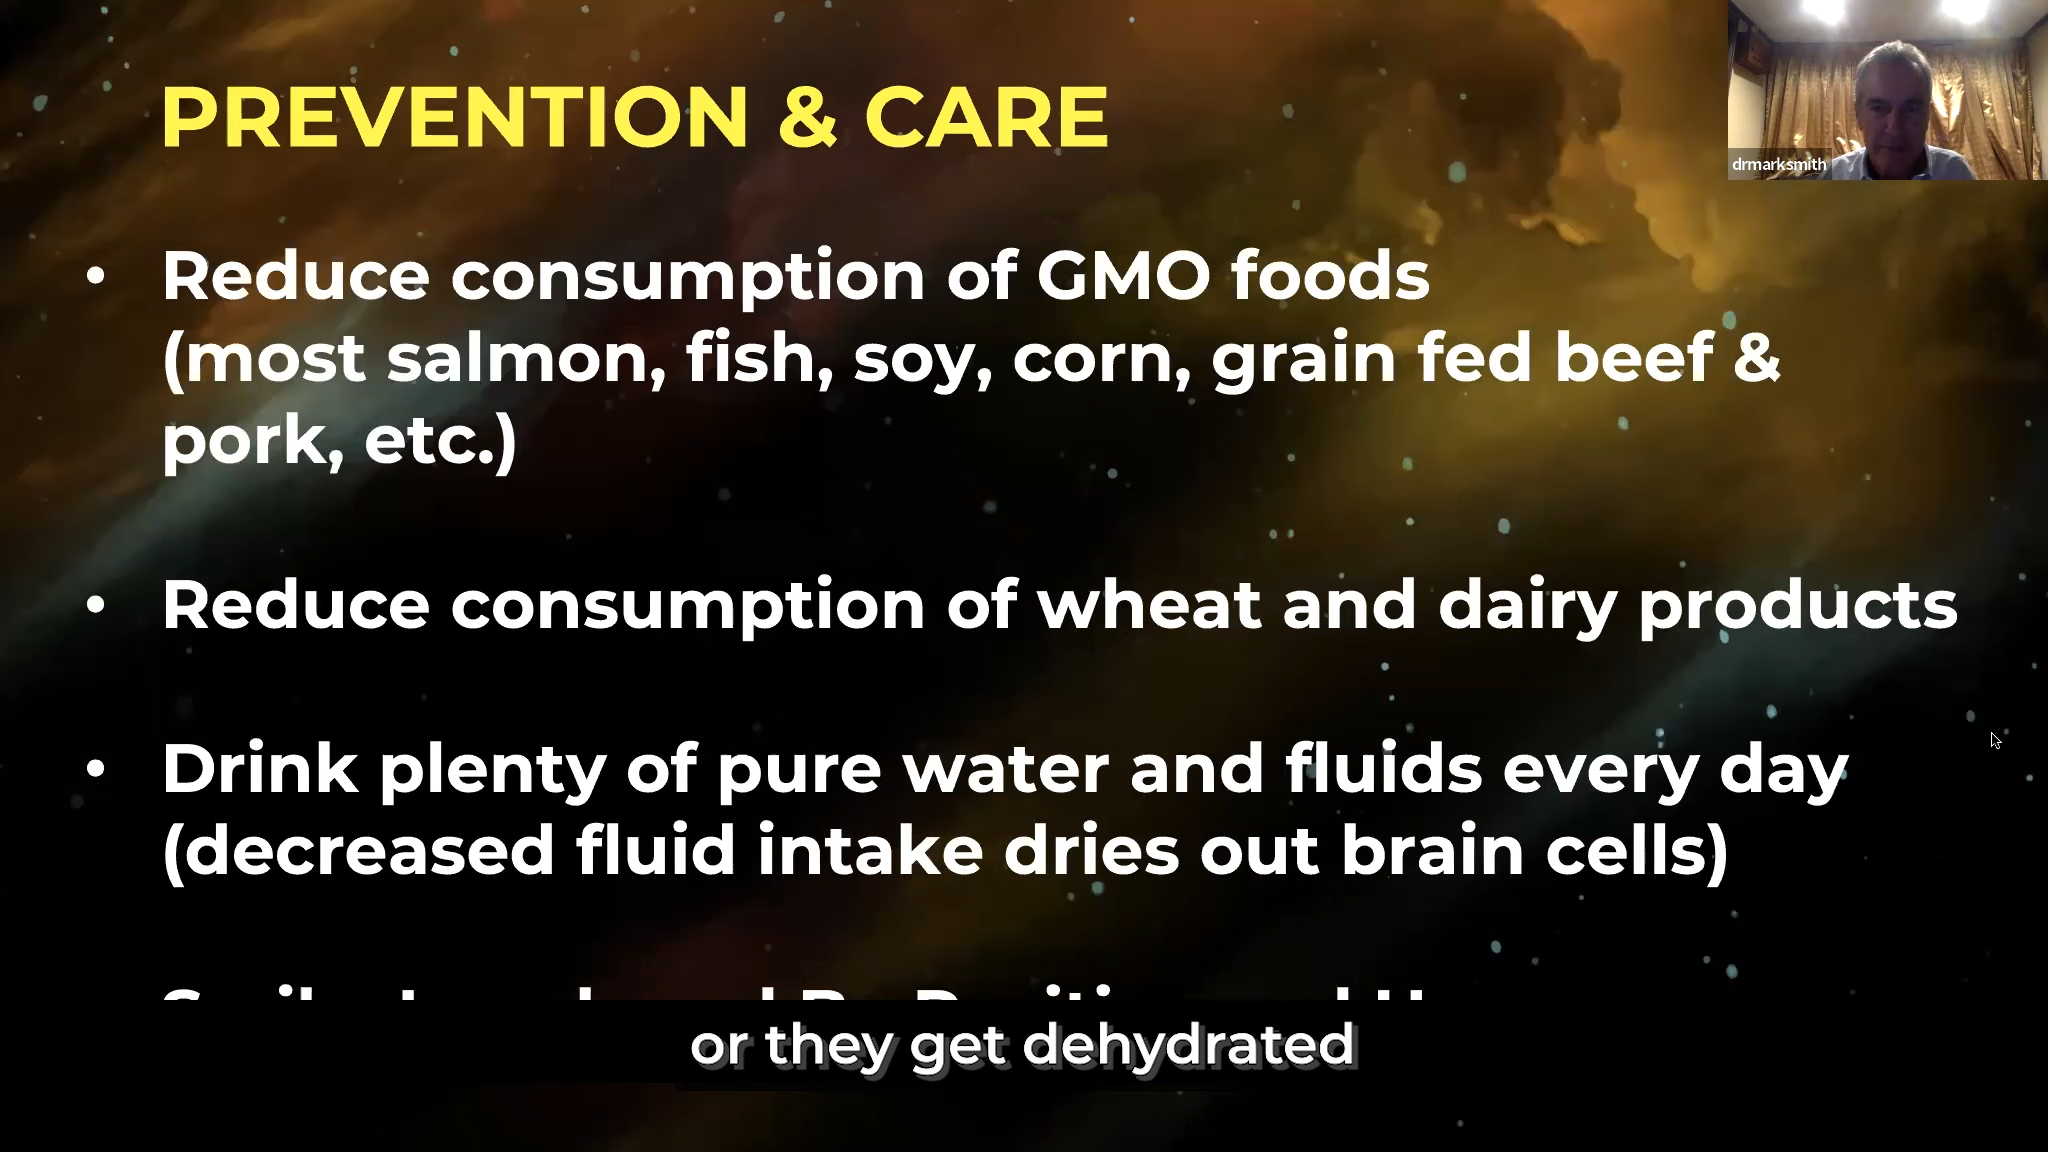 PREVENTION & CARE
drmarksmith
• Reduce consumption of GMO foods
(most salmon, fish, soy, corn, grain fed beef &
pork, etc.)
• Reduce consumption of wheat and dairy products
• Drink plenty of pure water and fluids every day
(decreased fluid intake dries out brain cells)
or they get dehydrated